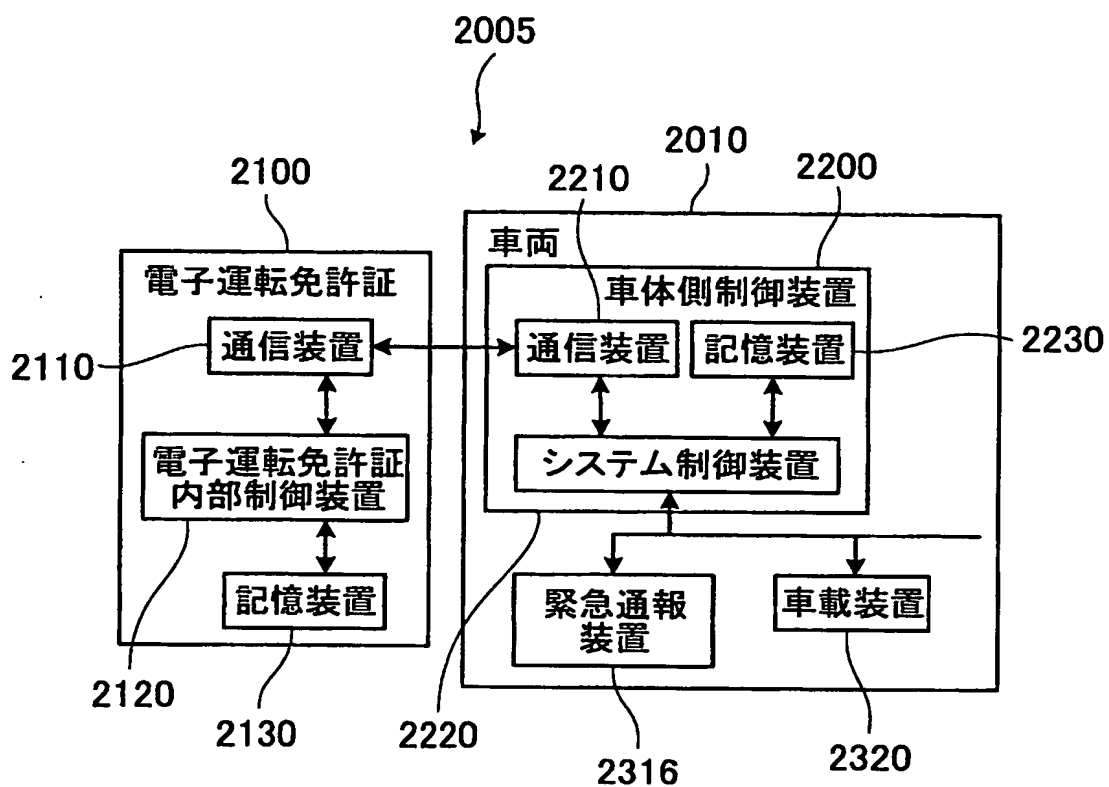 2005
2010
2100
2210
2200
車両
電子運転免許証
車体側制御装置
通信装置
通信装置
記憶装置
2110
2230
電子運転免許証
内部制御装置
システム制御装置
記憶装置
緊急通報
装置
車載装置
2120
2130
2220
2316
2320